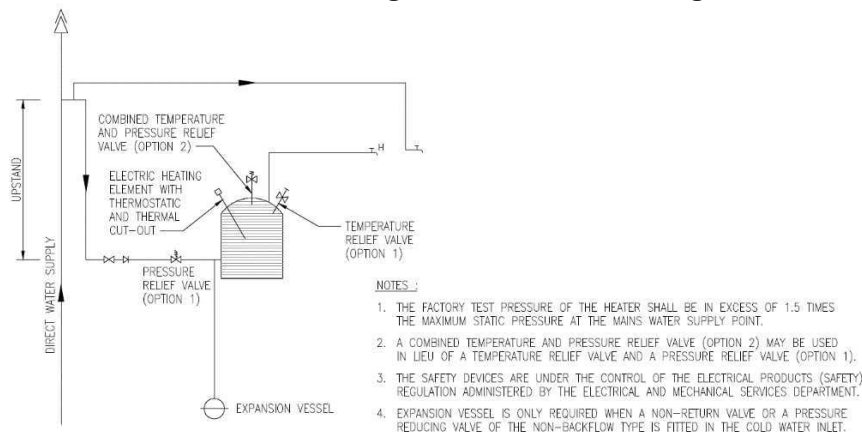 COMBINED TEMPERATURE
AND PRESSURE RELIEF
VALVE (OPTION 2)
H
UPSTAND
ELECTRIC HEATING
ELEMENT WITH
THERMOSTATIC
AND THERMAL
CUT-OUT
TEMPERATURE
RELIEF VALVE
(OPTION 1)
PRESSURE
RELIEF VALVE
(OPTION 1)
DIRECT WATER SUPPLY
EXPANSION VESSEL
NOTES :
1. THE FACTORY TEST PRESSURE OF THE HEATER SHALL BE IN EXCESS OF 1.5 TIMES
THE MAXIMUM STATIC PRESSURE AT THE MAINS WATER SUPPLY POINT.
2. A COMBINED TEMPERATURE AND PRESSURE RELIEF VALVE (OPTION 2) MAY BE USED
IN LIEU OF A TEMPERATURE RELIEF VALVE AND A PRESSURE RELIEF VALVE (OPTION 1).
3. THE SAFETY DEVICES ARE UNDER THE CONTROL OF THE ELECTRICAL PRODUCTS (SAFETY)
REGULATION ADMINISTERED BY THE ELECTRICAL AND MECHANICAL SERVICES DEPARTMENT.
4. EXPANSION VESSEL IS ONLY REQUIRED WHEN A NON-RETURN VALVE OR A PRESSURE
REDUCING VALVE OF THE NON-BACKFLOW TYPE IS FITTED IN THE COLD WATER INLET.